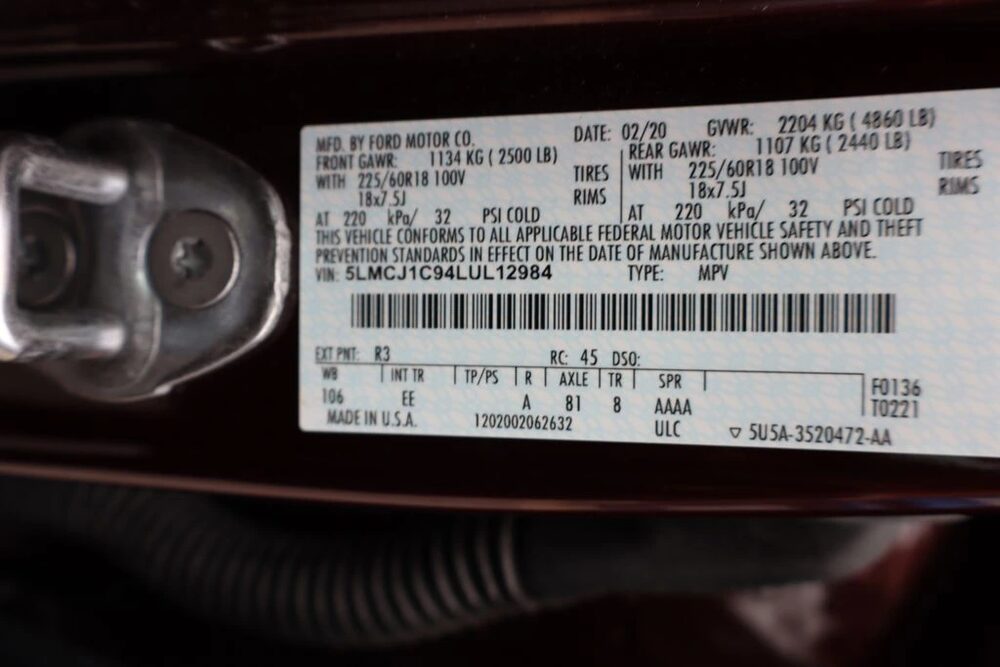 MFD. BY FORD MOTOR CO. DATE: 02/20 GVWR: 2204 KG ( 4860 LB)
FRONT GAWR: 1134 KG ( 2500 LB) REAR GAWR: 1107 KG ( 2440 LB)
WITH 225/60R18 100V TIRES WITH 225/60R18 100V TIRES
18x7.5J RIMS 18x7.5J RIMS
AT 220 kPa/ 32 PSI COLD AT 220 kPa/ 32 PSI COLD
THIS VEHICLE CONFORMS TO ALL APPLICABLE FEDERAL MOTOR VEHICLE SAFETY AND THEFT
PREVENTION STANDARDS IN EFFECT ON THE DATE OF MANUFACTURE SHOWN ABOVE.
VIN: 5LMCJ1C94LUL12984 TYPE: MPV
EXT PNT: R3 RC: 45 DSO:
WB INT TR TP/PS R AXLE TR SPR F0136
106 EE A 81 8 AAAA T0221
MADE IN U.S.A. 1202002062632 ULC ▽ 5U5A-3520472-AA